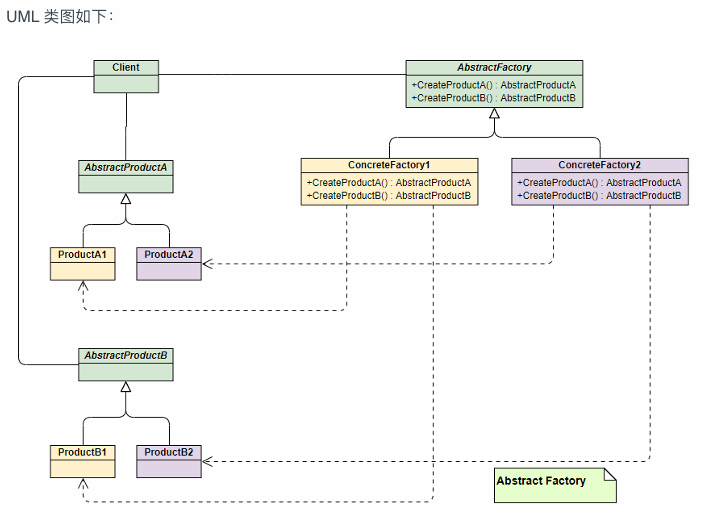 UML 类图如下：
Client
AbstractFactory
+CreateProductA() : AbstractProductA
+CreateProductB() : AbstractProductB
AbstractProductA
ConcreteFactory1
+CreateProductA() : AbstractProductA
+CreateProductB() : AbstractProductB
ConcreteFactory2
+CreateProductA() : AbstractProductA
+CreateProductB() : AbstractProductB
ProductA1
ProductA2
AbstractProductB
ProductB1
ProductB2
Abstract Factory